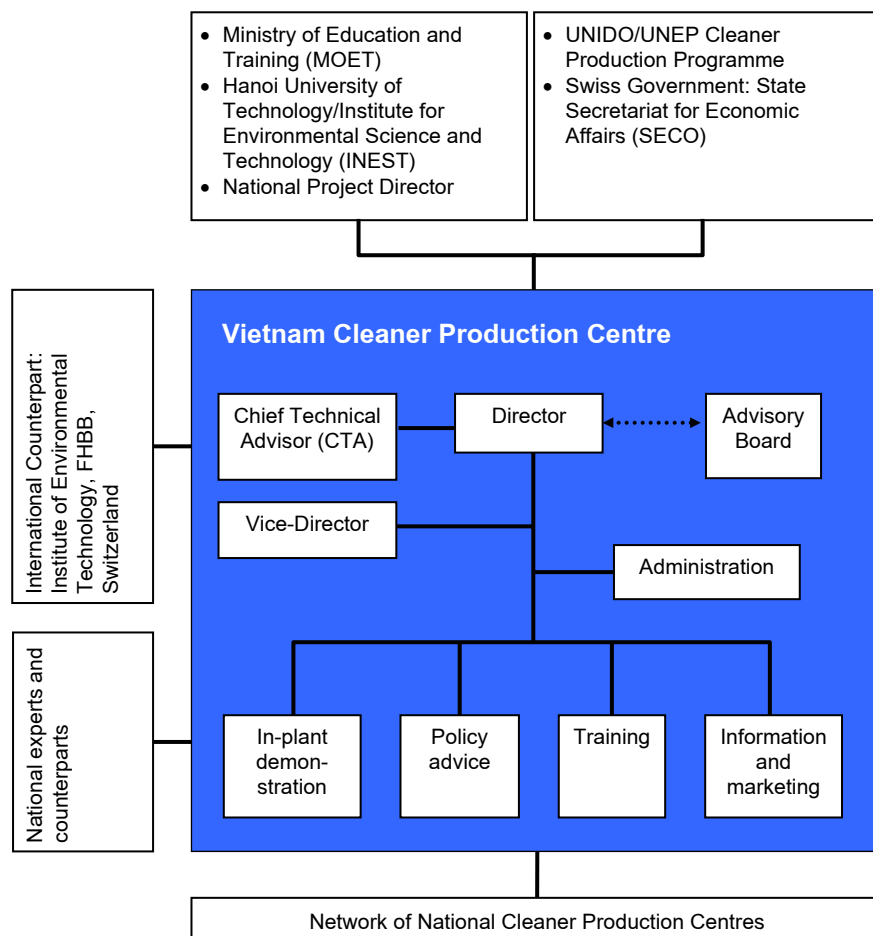 • Ministry of Education and
Training (MOET)
• Hanoi University of
Technology/Institute for
Environmental Science and
Technology (INEST)
• National Project Director
• UNIDO/UNEP Cleaner
Production Programme
• Swiss Government: State
Secretariat for Economic
Affairs (SECO)
International Counterpart:
Institute of Environmental
Technology, FHBB,
Switzerland
Vietnam Cleaner Production Centre
Chief Technical
Advisor (CTA)
Director
Advisory
Board
Vice-Director
Administration
National experts and
counterparts
In-plant
demon-
stration
Policy
advice
Training
Information
and
marketing
Network of National Cleaner Production Centres